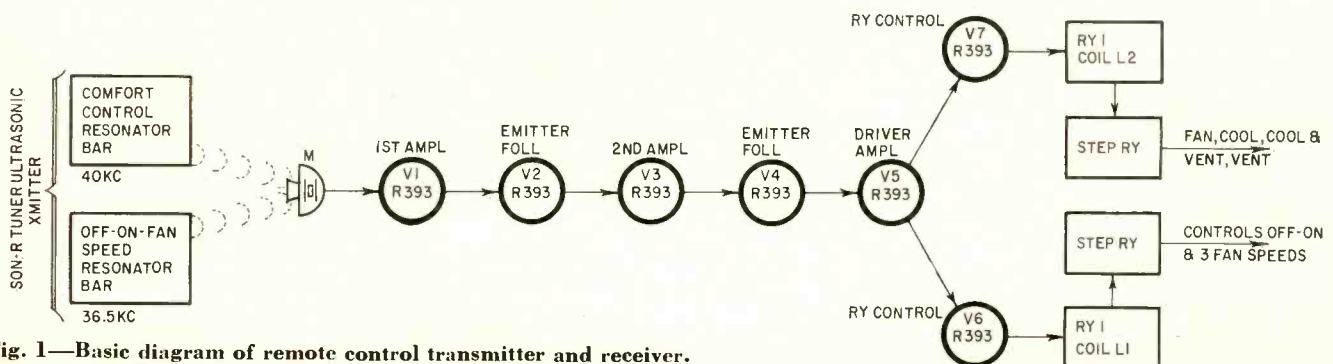 SON-R TUNER ULTRASONIC
XMITTER
COMFORT
CONTROL
RESONATOR
BAR
40KC
OFF-ON-FAN
SPEED
RESONATOR
BAR
36.5KC
M
1ST AMPL
V1
R393
EMITTER
FOLL
V2
R393
2ND AMPL
V3
R393
EMITTER
FOLL
V4
R393
DRIVER
AMPL
V5
R393
RY CONTROL
V7
R393
RY I
COIL L2
STEP RY
FAN, COOL, COOL &
VENT, VENT
RY CONTROL
V6
R393
RY I
COIL L1
STEP RY
CONTROLS OFF-ON
& 3 FAN SPEEDS
ig. 1—Basic diagram of remote control transmitter and receiver.